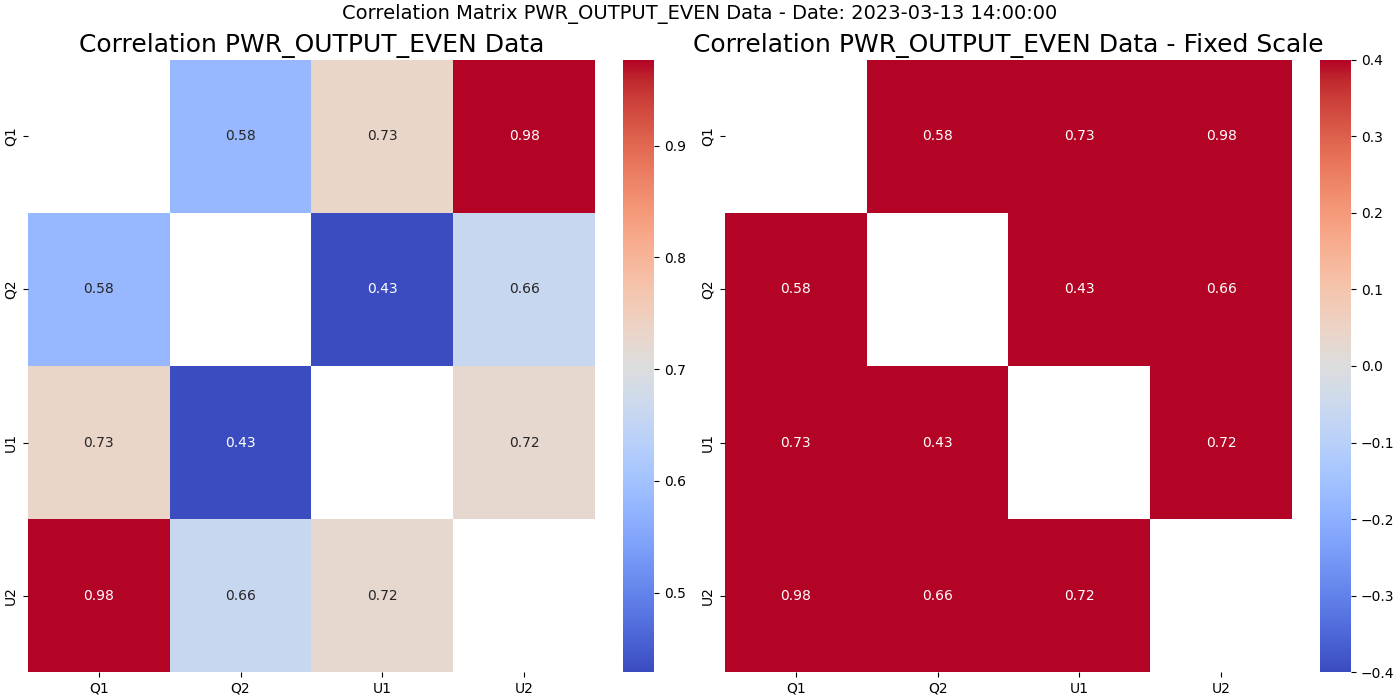 Correlation Matrix PWR_OUTPUT_EVEN Data - Date: 2023-03-13 14:00:00
Correlation PWR_OUTPUT_EVEN Data
Q1
0.58 0.73 0.98
Q2
0.58 0.43 0.66
U1
0.73 0.43 0.72
U2
0.98 0.66 0.72
Q1 Q2 U1 U2
0.9
0.8
0.7
0.6
0.5
Correlation PWR_OUTPUT_EVEN Data - Fixed Scale
Q1
0.58 0.73 0.98
Q2
0.58 0.43 0.66
U1
0.73 0.43 0.72
U2
0.98 0.66 0.72
Q1 Q2 U1 U2
0.4
0.3
0.2
0.1
0.0
−0.1
−0.2
−0.3
−0.4